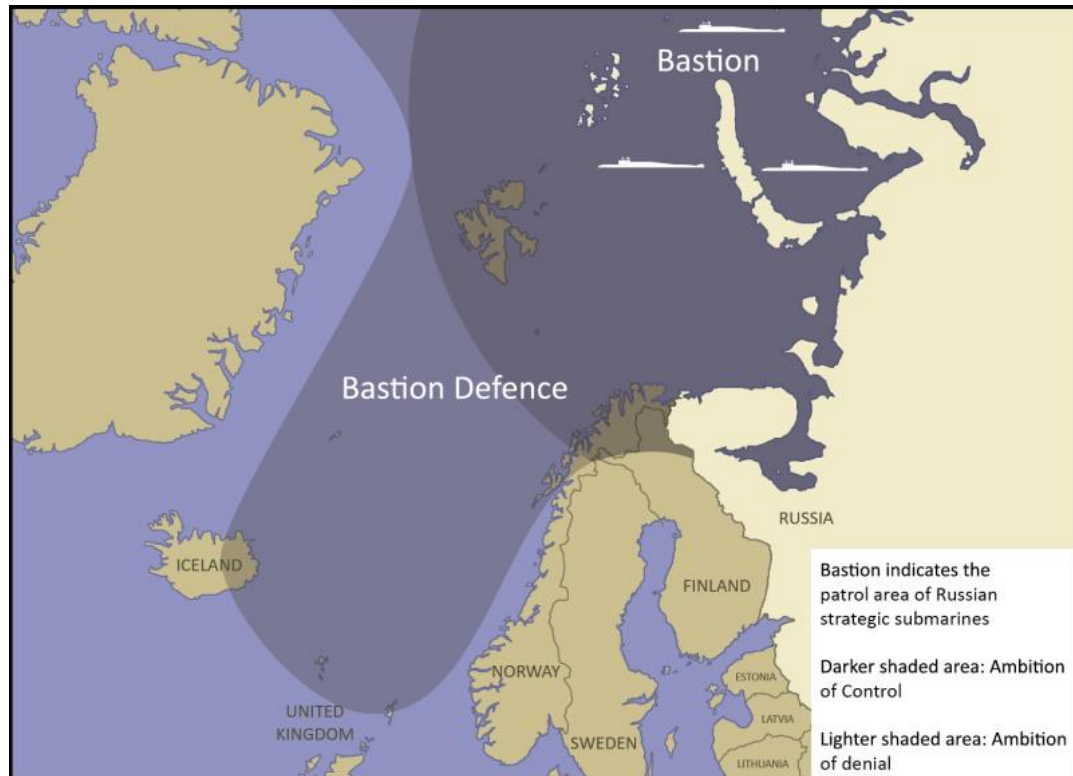 Bastion
Bastion Defence
RUSSIA
ICELAND
FINLAND
NORWAY
ESTONIA
UNITED
KINGDOM
SWEDEN
LATVIA
LITHUANIA
Bastion indicates the
patrol area of Russian
strategic submarines
Darker shaded area: Ambition
of Control
Lighter shaded area: Ambition
of denial